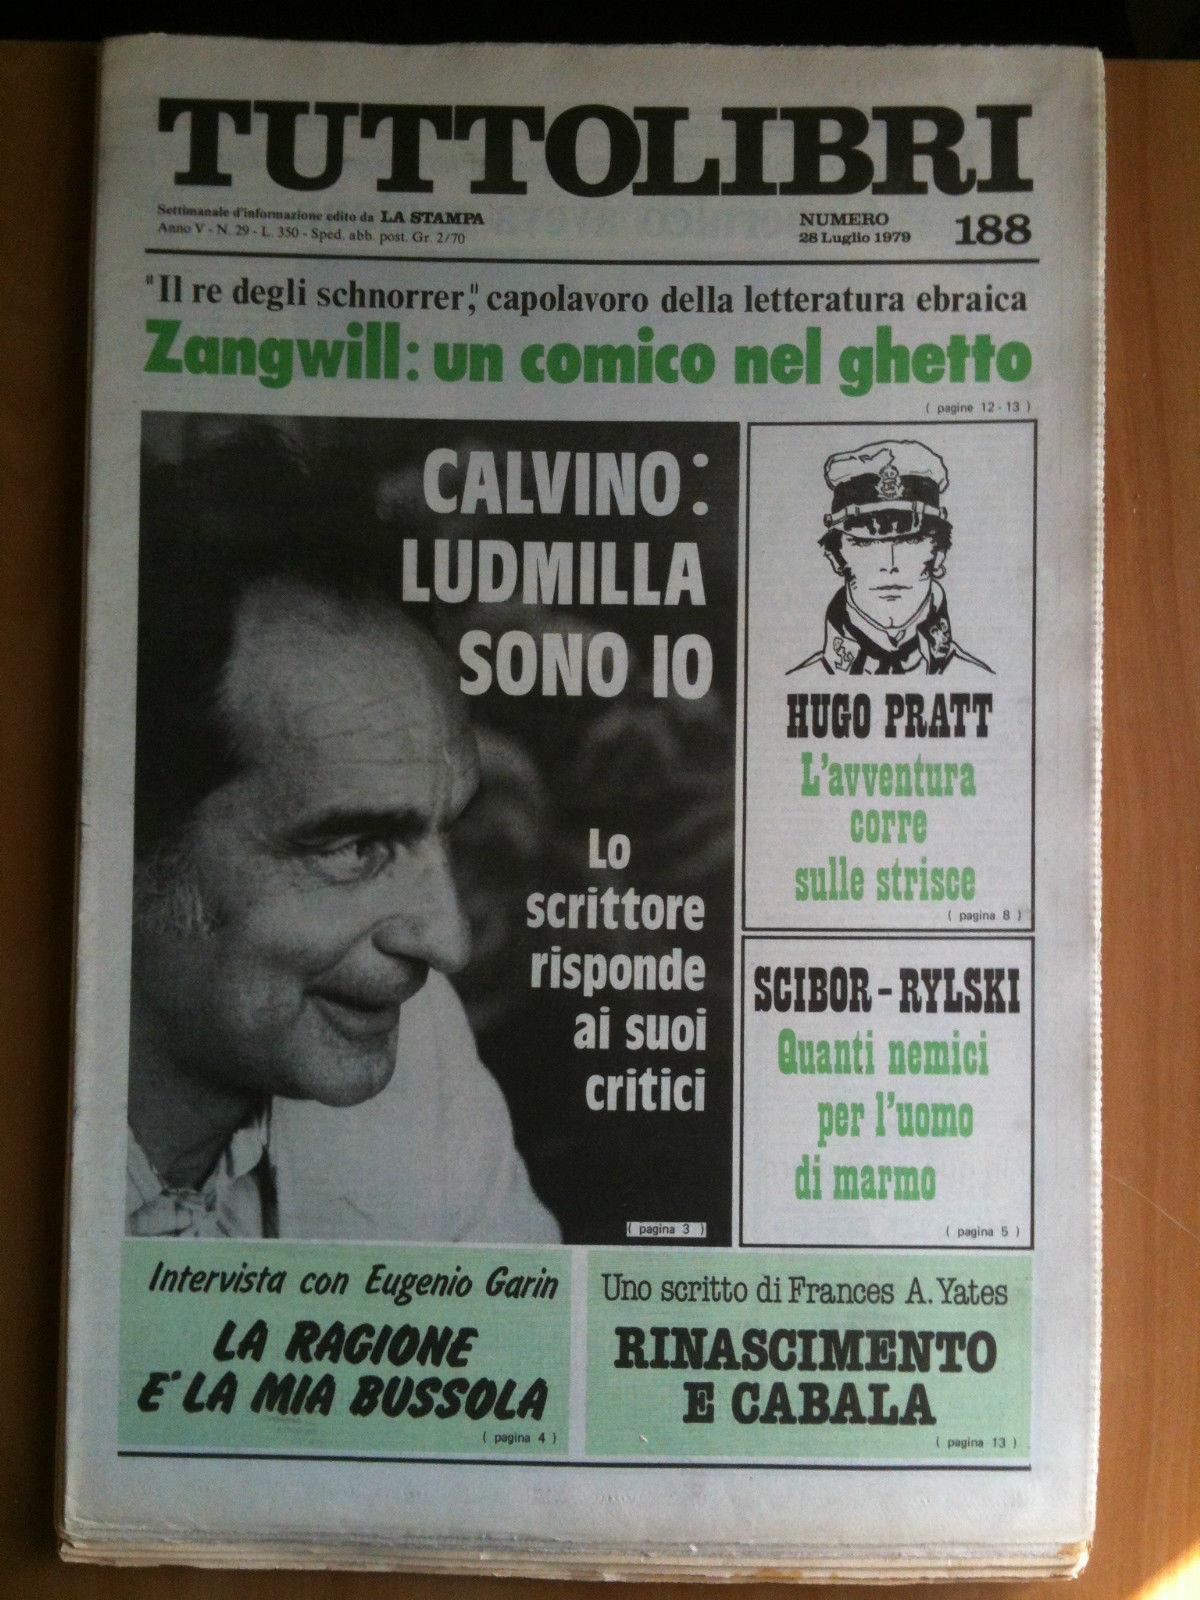 TUTTOLIBRI
Settimanale d'informazione edito da LA STAMPA
Anno V - N. 29 - L. 350 - Sped. abb. post. Gr. 2/70
NUMERO
28 Luglio 1979
188
"Il re degli schnorrer," capolavoro della letteratura ebraica
Zangwill: un comico nel ghetto
( pagine 12 - 13 )
CALVINO:
LUDMILLA
SONO IO
Lo
scrittore
risponde
ai suoi
critici
( pagina 3 )
HUGO PRATT
L'avventura
corre
sulle strisce
( pagina 8 )
SCIBOR - RYLSKI
Quanti nemici
per l'uomo
di marmo
( pagina 5 )
Intervista con Eugenio Garin
LA RAGIONE
E' LA MIA BUSSOLA
( pagina 4 )
Uno scritto di Frances A. Yates
RINASCIMENTO
E CABALA
( pagina 13 )